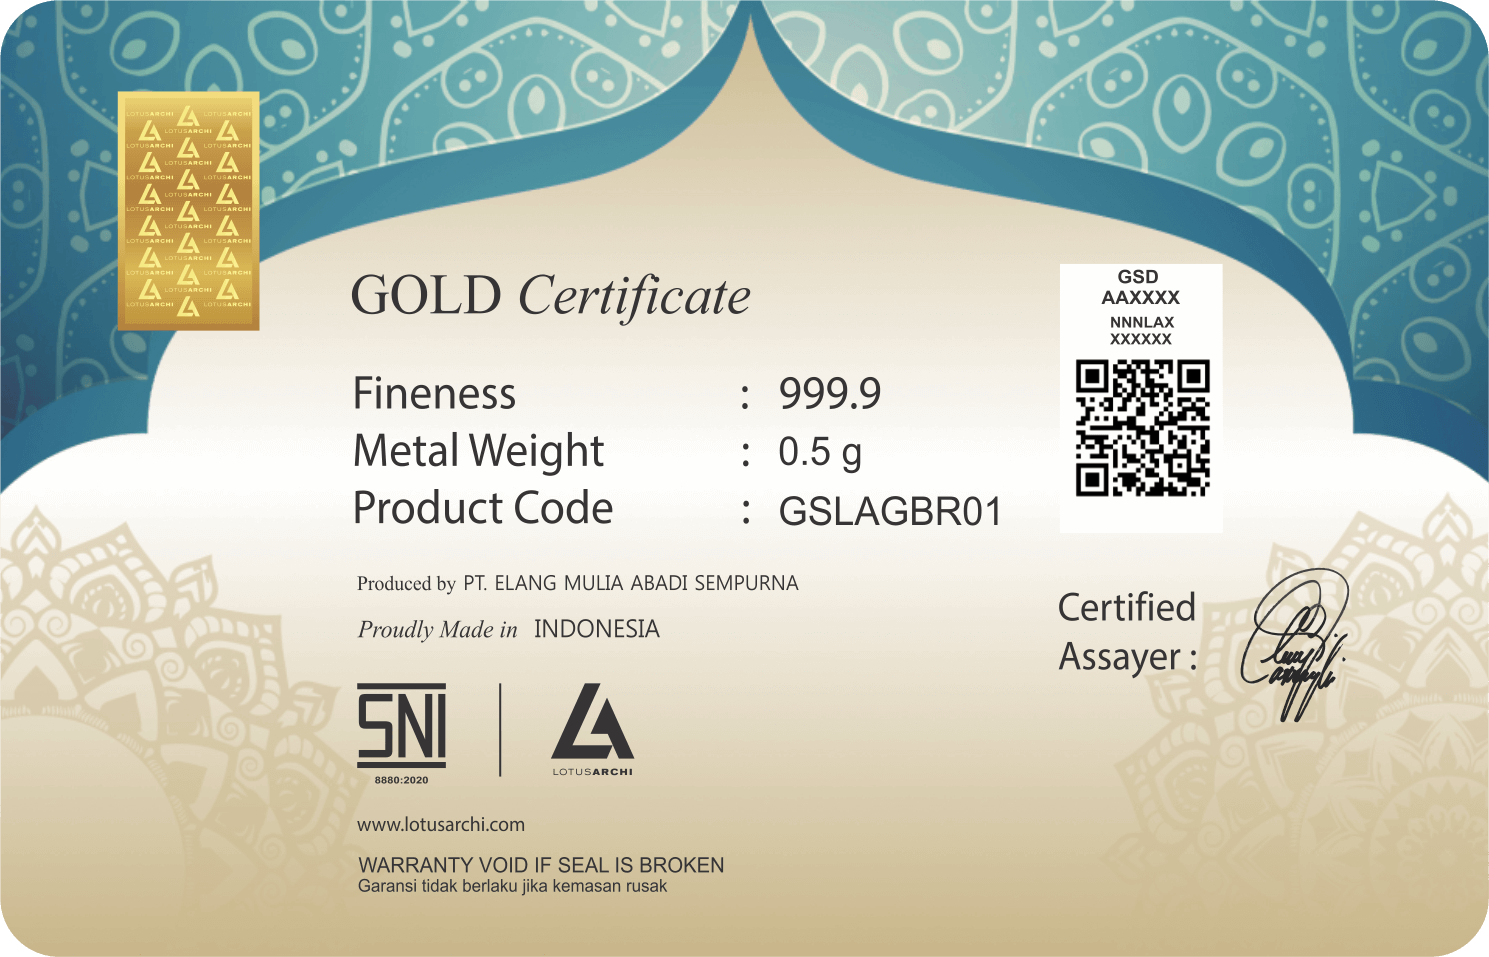 GOLD Certificate
Fineness : 999.9
Metal Weight : 0.5 g
Product Code : GSLAGBR01
Produced by PT. ELANG MULIA ABADI SEMPURNA
Proudly Made in INDONESIA
SNI
8880:2020
LA
LOTUSARCHI
www.lotusarchi.com
WARRANTY VOID IF SEAL IS BROKEN
Garansi tidak berlaku jika kemasan rusak
GSD
AAXXXX
NNNLAX
XXXXXX
Certified
Assayer :
LOTUSARCHI LOTUSARCHI
LOTUSARCHI
LOTUSARCHI LOTUSARCHI
LOTUSARCHI
LOTUSARCHI LOTUSARCHI
LOTUSARCHI
LOTUSARCHI LOTUSARCHI
LOTUSARCHI
LOTUSARCHI LOTUSARCHI
LOTUSARCHI
LOTUSARCHI LOTUSARCHI
LOTUSARCHI
LOTUSARCHI LOTUSARCHI